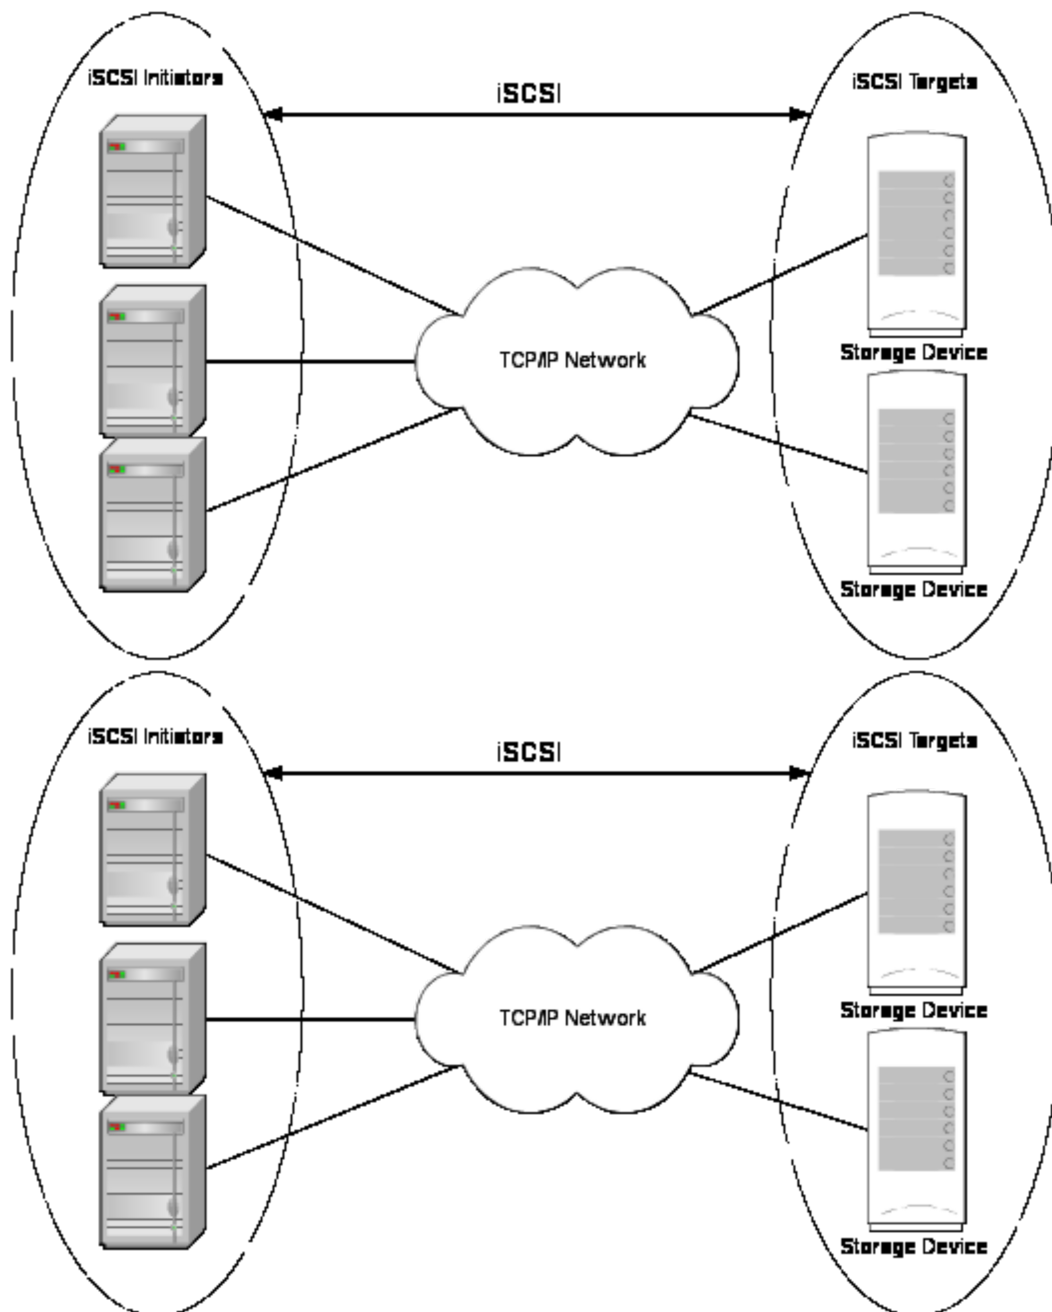 iSCSI Initiators
iSCSI Targets
iSCSI
TCP/IP Network
Storage Device
Storage Device
iSCSI Initiators
iSCSI Targets
iSCSI
TCP/IP Network
Storage Device
Storage Device